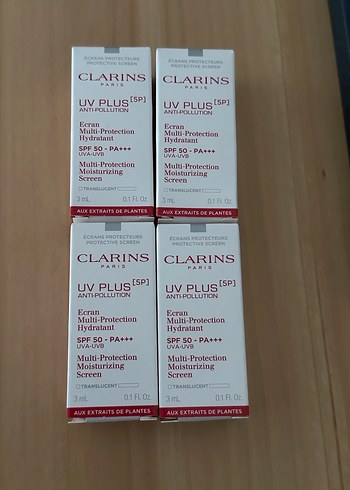 ECRANS PROTECTEURS
PROTECTIVE SCREEN
CLARINS
PARIS
UV PLUS [5P]
ANTI-POLLUTION
Ecran
Multi-Protection
Hydratant
SPF 50 - PA+++
UVA-UVB
Multi-Protection
Moisturizing
Screen
TRANSLUCENT
3 mL 0.1 Fl. Oz
AUX EXTRAITS DE PLANTES
ECRANS PROTECTEURS
PROTECTIVE SCREEN
CLARINS
PARIS
UV PLUS [5P]
ANTI-POLLUTION
Ecran
Multi-Protection
Hydratant
SPF 50 - PA+++
UVA-UVB
Multi-Protection
Moisturizing
Screen
TRANSLUCENT
3 mL 0.1 Fl. Oz
AUX EXTRAITS DE PLANTES
ECRANS PROTECTEURS
PROTECTIVE SCREEN
CLARINS
PARIS
UV PLUS [5P]
ANTI-POLLUTION
Ecran
Multi-Protection
Hydratant
SPF 50 - PA+++
UVA-UVB
Multi-Protection
Moisturizing
Screen
TRANSLUCENT
3 mL 0.1 Fl. Oz
AUX EXTRAITS DE PLANTES
ECRANS PROTECTEURS
PROTECTIVE SCREEN
CLARINS
PARIS
UV PLUS [5P]
ANTI-POLLUTION
Ecran
Multi-Protection
Hydratant
SPF 50 - PA+++
UVA-UVB
Multi-Protection
Moisturizing
Screen
TRANSLUCENT
3 mL 0.1 Fl. Oz
AUX EXTRAITS DE PLANTES